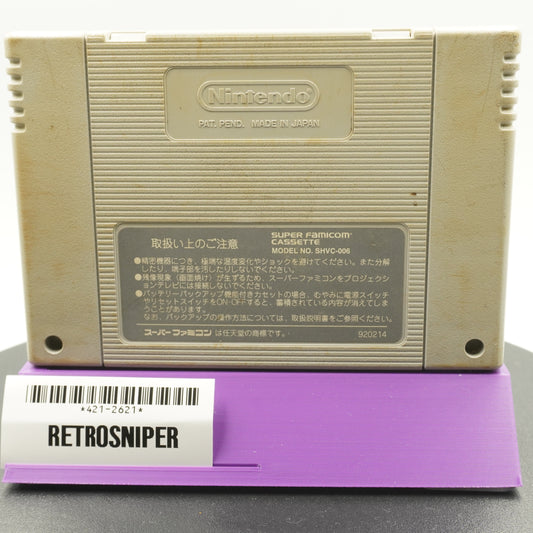 Nintendo
PAT. PEND. MADE IN JAPAN
取扱い上のご注意
SUPER FAMICOM
CASSETTE
MODEL NO. SHVC-006
●精密機器につき、極端な温度変化やショックを避けてください。また分解
したり、端子部を汚したりしないでください。
●残像現象（画面焼け）が生ずるため、スーパーファミコンをプロジェクシ
ョンテレビには接続しないでください。
●バッテリーバックアップ機能付きカセットの場合、むやみに電源スイッチ
やリセットスイッチをON-OFFすると、蓄積されている内容が消えてしま
うことがあります。
なお、バックアップの操作方法については、取扱説明書をご参照ください。
スーパーファミコン は任天堂の商標です。
920214
*421-2621*
RETROSNIPER